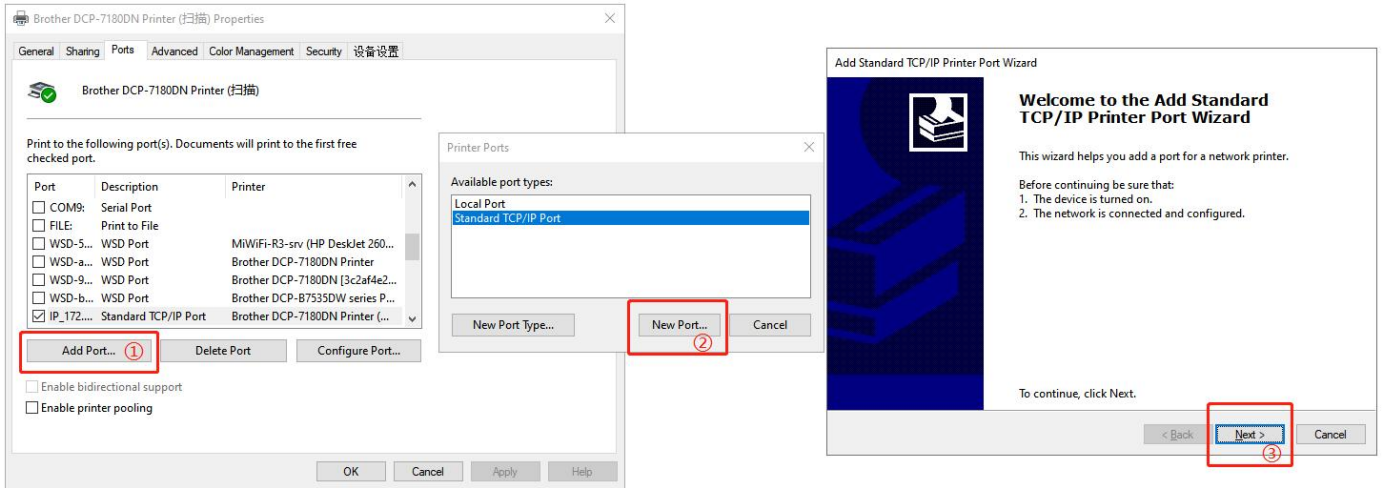 Brother DCP-7180DN Printer (扫描) Properties
General Sharing Ports Advanced Color Management Security 设备设置
Brother DCP-7180DN Printer (扫描)
Print to the following port(s). Documents will print to the first free
checked port.
Port Description Printer
COM9: Serial Port
FILE: Print to File
WSD-5... WSD Port MiWiFi-R3-srv (HP DeskJet 260...
WSD-a... WSD Port Brother DCP-7180DN Printer
WSD-9... WSD Port Brother DCP-7180DN [3c2af4e2...
WSD-b... WSD Port Brother DCP-B7535DW series P...
IP_172.... Standard TCP/IP Port Brother DCP-7180DN Printer (...
Add Port... ① Delete Port Configure Port...
Enable bidirectional support
Enable printer pooling
OK Cancel Apply Help
Printer Ports
Available port types:
Local Port
Standard TCP/IP Port
New Port Type... New Port... Cancel
②
Add Standard TCP/IP Printer Port Wizard
Welcome to the Add Standard
TCP/IP Printer Port Wizard
This wizard helps you add a port for a network printer.
Before continuing be sure that:
1. The device is turned on.
2. The network is connected and configured.
To continue, click Next.
< Back Next > Cancel
③